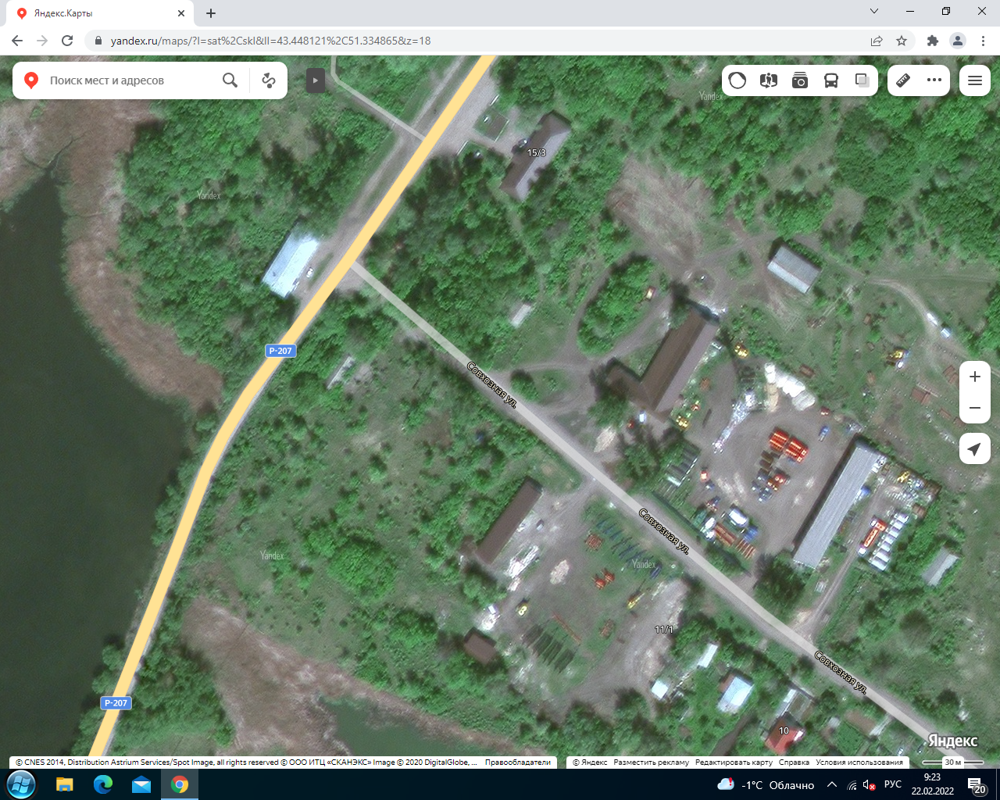 Яндекс.Карты
yandex.ru/maps/?l=sat%2Cskl&ll=43.448121%2C51.334865&z=18
Поиск мест и адресов
Yandex
15/3
Yandex
Р-207
Совхозная ул.
Совхозная ул.
Yandex
Yandex
11/1
Совхозная ул.
Р-207
10
Яндекс
© CNES 2014, Distribution Astrium Services/Spot Image, all rights reserved © ООО ИТЦ «СКАНЭКС» Image © 2020 DigitalGlobe, ... Правообладатели
© Яндекс Разместить рекламу Редактировать карту Справка Условия использования
30 м
-1°C Облачно
РУС
9:23
22.02.2022
20